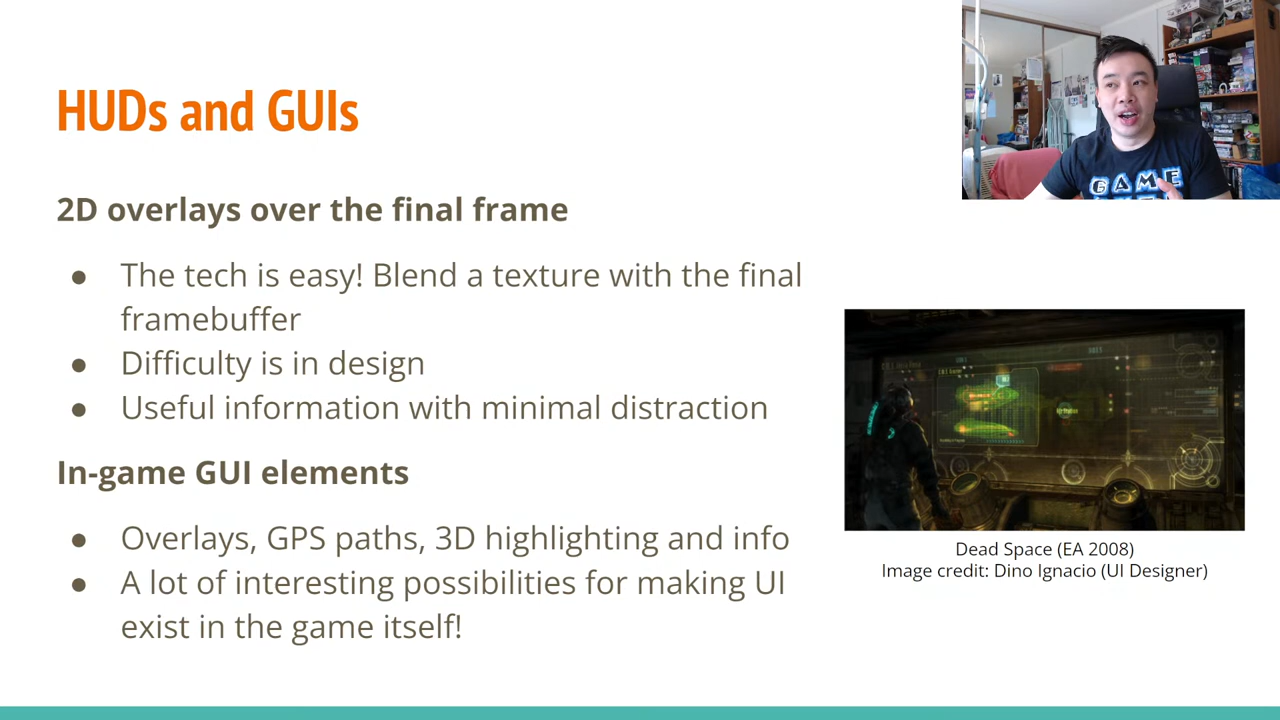 HUDs and GUIs
2D overlays over the final frame
● The tech is easy! Blend a texture with the final
framebuffer
● Difficulty is in design
● Useful information with minimal distraction
In-game GUI elements
● Overlays, GPS paths, 3D highlighting and info
● A lot of interesting possibilities for making UI
exist in the game itself!
GAME
Dead Space (EA 2008)
Image credit: Dino Ignacio (UI Designer)